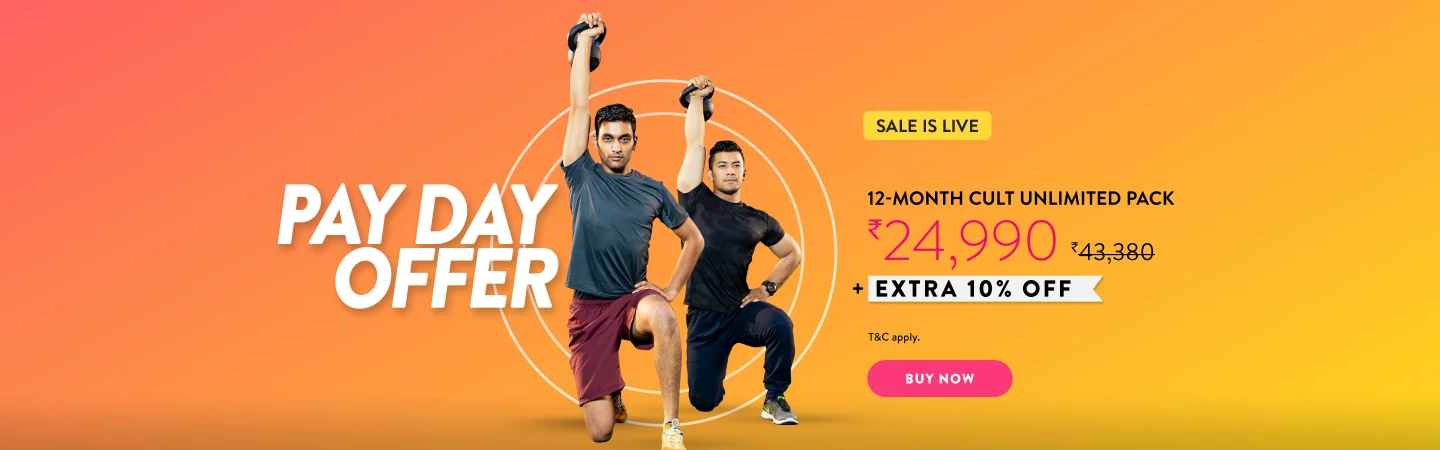 PAY DAY
OFFER
SALE IS LIVE
12-MONTH CULT UNLIMITED PACK
₹24,990 ₹43,380
+ EXTRA 10% OFF
T&C apply.
BUY NOW